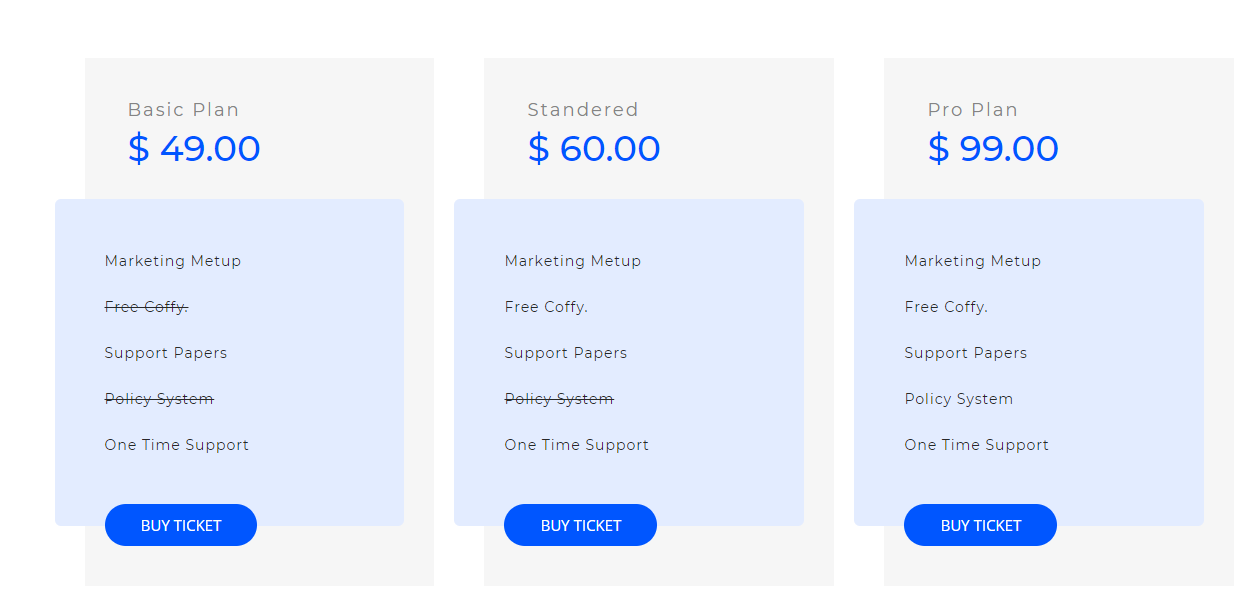 Basic Plan
$ 49.00
Marketing Metup
Free Coffy.
Support Papers
Policy System
One Time Support
BUY TICKET
Standered
$ 60.00
Marketing Metup
Free Coffy.
Support Papers
Policy System
One Time Support
BUY TICKET
Pro Plan
$ 99.00
Marketing Metup
Free Coffy.
Support Papers
Policy System
One Time Support
BUY TICKET